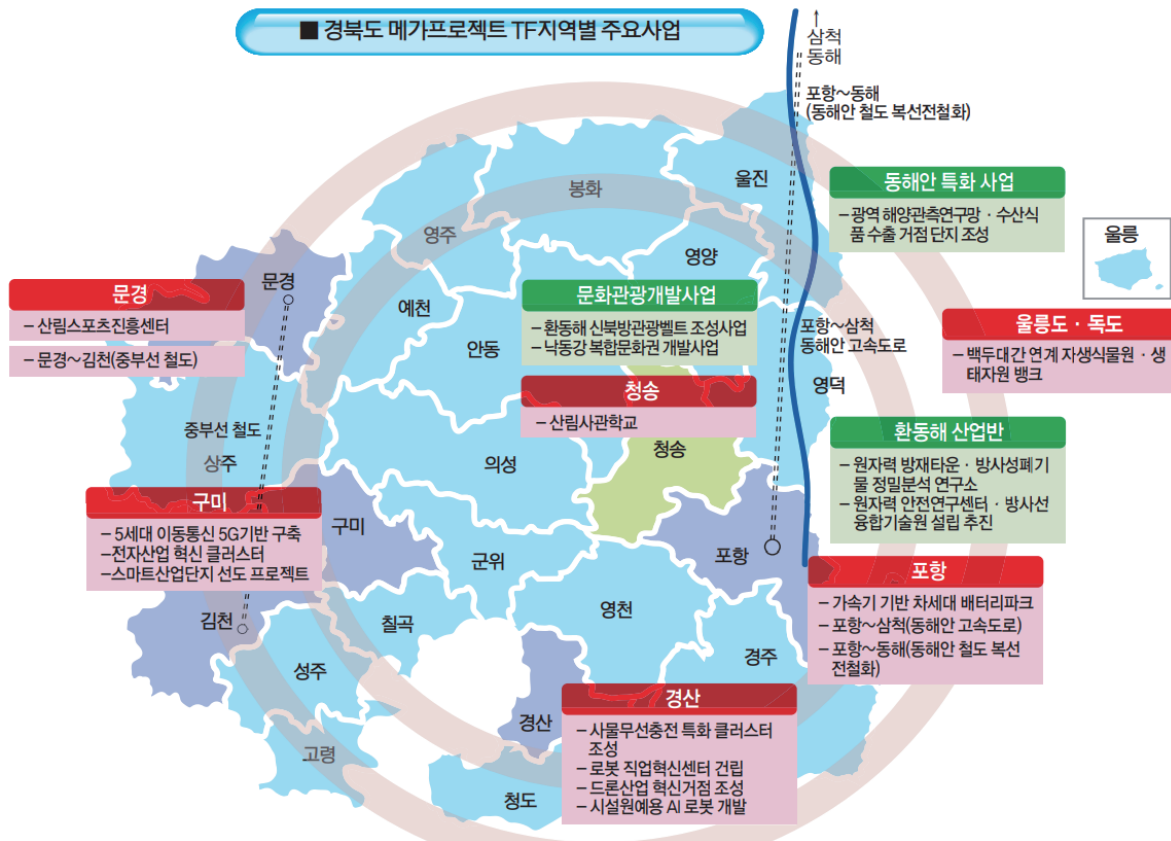 ■ 경북도 메가프로젝트 TF지역별 주요사업
↑
삼척
동해
포항~동해
(동해안 철도 복선전철화)
울진
봉화
영주
영양
문경
예천
안동
동해안 특화 사업
– 광역 해양관측연구망 · 수산식
품 수출 거점 단지 조성
울릉
문경
– 산림스포츠진흥센터
– 문경~김천(중부선 철도)
문화관광개발사업
– 환동해 신북방관광벨트 조성사업
– 낙동강 복합문화권 개발사업
포항~삼척
동해안 고속도로
영덕
울릉도 · 독도
– 백두대간 연계 자생식물원 · 생
태자원 뱅크
청송
– 산림사관학교
청송
중부선 철도
상주
의성
환동해 산업반
– 원자력 방재타운 · 방사성폐기
물 정밀분석 연구소
– 원자력 안전연구센터 · 방사선
융합기술원 설립 추진
구미
– 5세대 이동통신 5G기반 구축
–전자산업 혁신 클러스터
–스마트산업단지 선도 프로젝트
구미
군위
포항
포항
– 가속기 기반 차세대 배터리파크
– 포항~삼척(동해안 고속도로)
– 포항~동해(동해안 철도 복선
전철화)
김천
칠곡
영천
성주
경주
경산
경산
– 사물무선충전 특화 클러스터
조성
– 로봇 직업혁신센터 건립
– 드론산업 혁신거점 조성
– 시설원예용 AI 로봇 개발
고령
청도